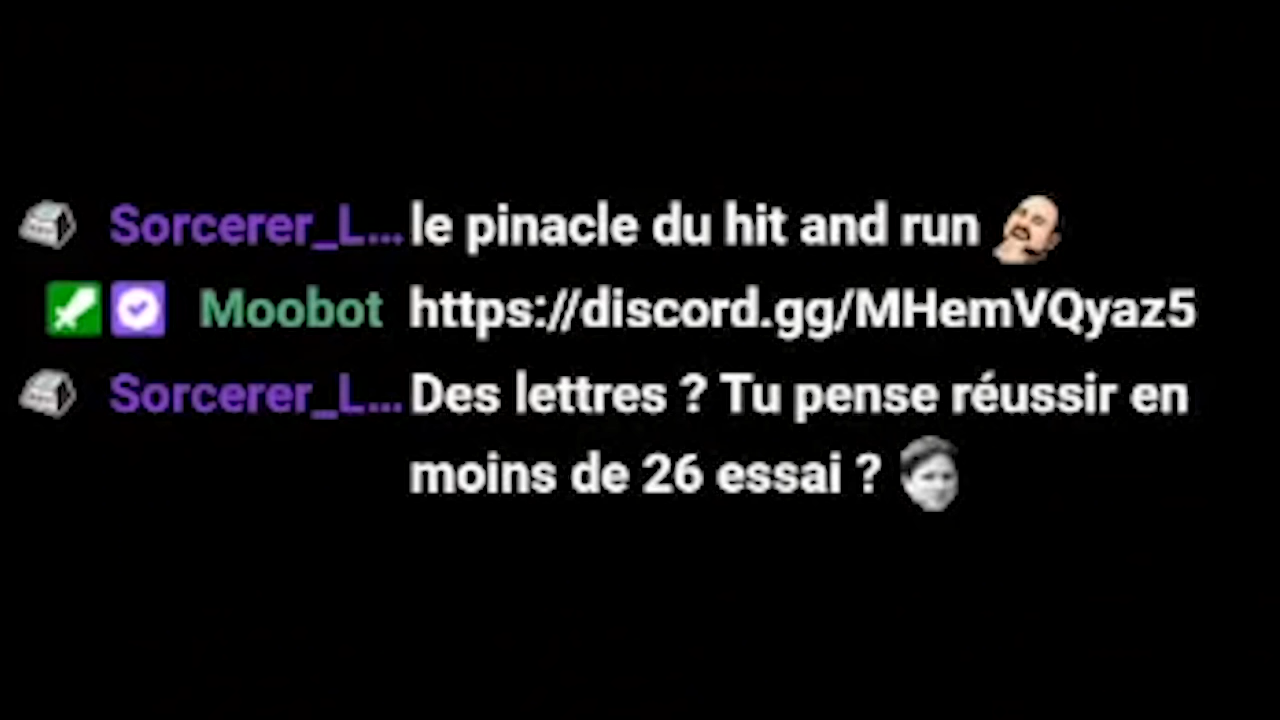 Sorcerer_L... le pinacle du hit and run
Moobot https://discord.gg/MHemVQyaz5
Sorcerer_L... Des lettres ? Tu pense réussir en
moins de 26 essai ?